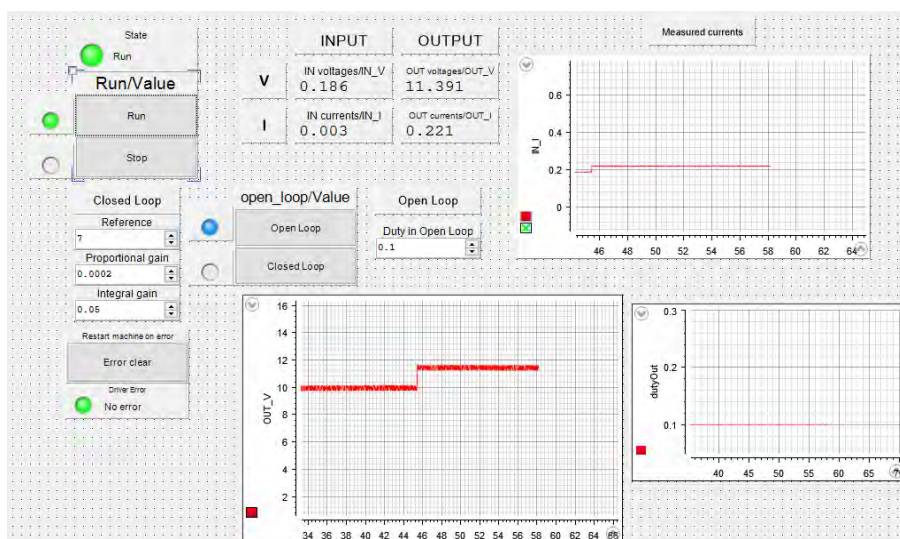 State
Run
Run/Value
Run
Stop
INPUT OUTPUT
V
IN voltages/IN_V
0.186
OUT voltages/OUT_V
11.391
I
IN currents/IN_I
0.003
OUT currents/OUT_I
0.221
Measured currents
IN_I
0.6
0.4
0.2
0
46 48 50 52 54 56 58 60 62 64
Closed Loop
Reference
7
Proportional gain
0.0002
Integral gain
0.05
open_loop/Value
Open Loop
Closed Loop
Open Loop
Duty in Open Loop
0.1
Restart machine on error
Error clear
Driver Error
No error
OUT_V
16
14
12
10
8
6
4
2
34 36 38 40 42 44 46 48 50 52 54 56 58 60 62 64 66
dutyOut
0.3
0.2
0.1
40 45 50 55 60 65